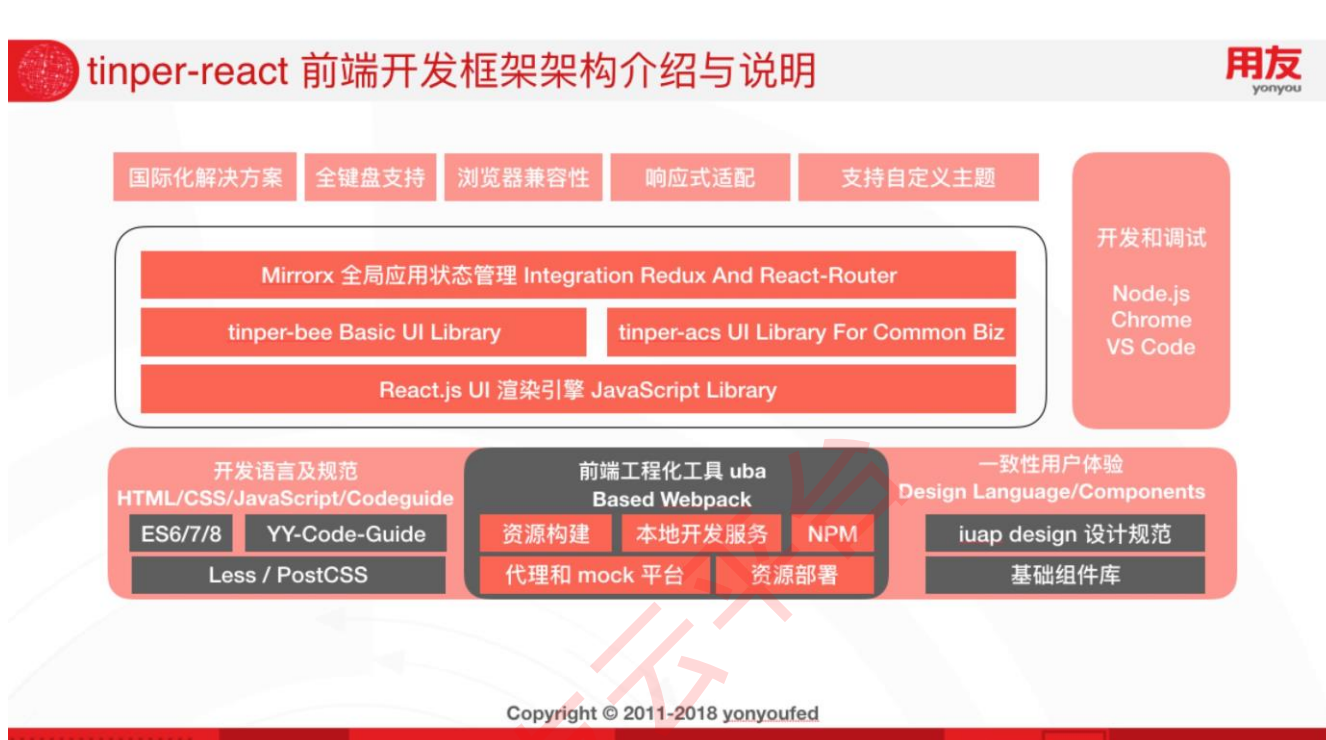 tinper-react 前端开发框架架构介绍与说明
用友
yonyou
国际化解决方案
全键盘支持
浏览器兼容性
响应式适配
支持自定义主题
Mirrorx 全局应用状态管理 Integration Redux And React-Router
tinper-bee Basic UI Library
tinper-acs UI Library For Common Biz
React.js UI 渲染引擎 JavaScript Library
开发和调试
Node.js
Chrome
VS Code
开发语言及规范
HTML/CSS/JavaScript/Codeguide
ES6/7/8
YY-Code-Guide
Less / PostCSS
前端工程化工具 uba
Based Webpack
资源构建
本地开发服务
NPM
代理和 mock 平台
资源部署
一致性用户体验
Design Language/Components
iuap design 设计规范
基础组件库
云平台
Copyright © 2011-2018 yonyoufed